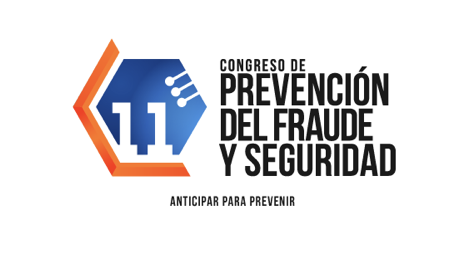 11
CONGRESO DE
PREVENCIÓN
DEL FRAUDE
Y SEGURIDAD
ANTICIPAR PARA PREVENIR